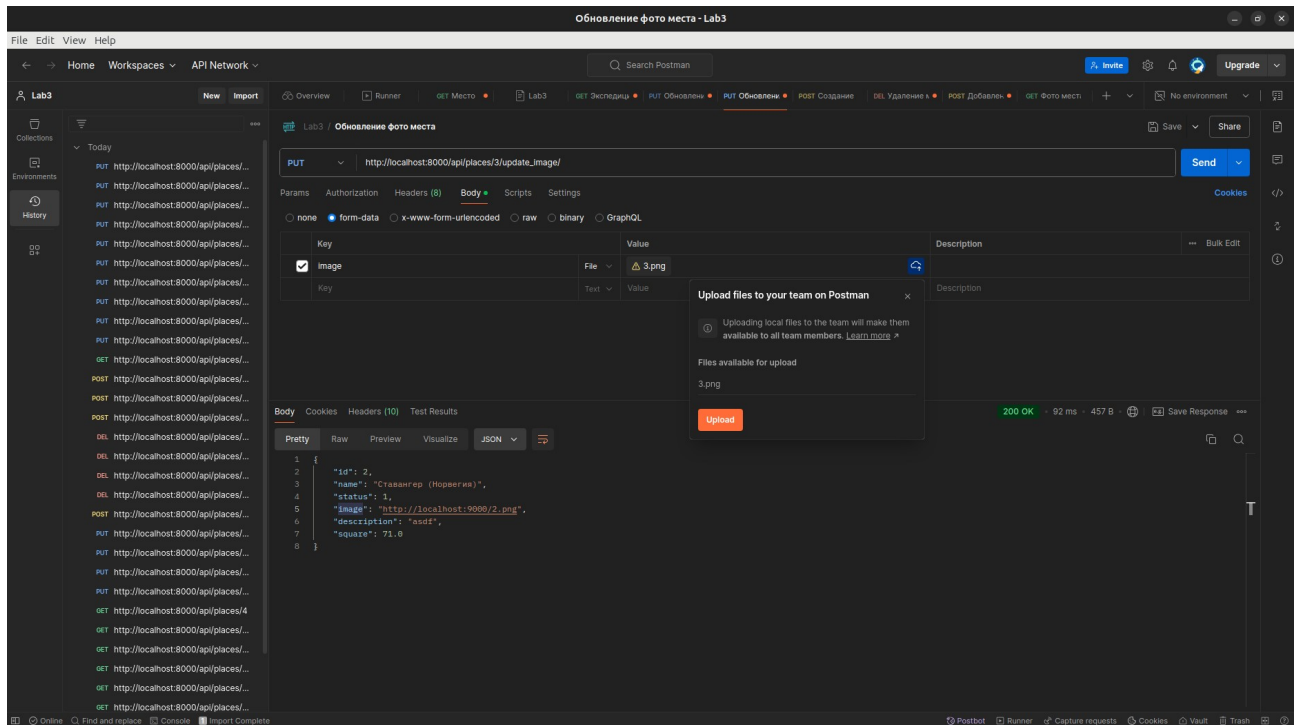 Обновление фото места - Lab3
File Edit View Help
Home Workspaces API Network
Search Postman
Invite
Upgrade
Lab3
New Import
Overview
Runner
GET Место
Lab3
GET Экспедиць
PUT Обновлени
PUT Обновлени
POST Создание
DEL Удаление м
POST Добавлен
GET Фото места
No environment
Collections
Environments
History
Today
PUT http://localhost:8000/api/places/...
PUT http://localhost:8000/api/places/...
PUT http://localhost:8000/api/places/...
PUT http://localhost:8000/api/places/...
PUT http://localhost:8000/api/places/...
PUT http://localhost:8000/api/places/...
PUT http://localhost:8000/api/places/...
PUT http://localhost:8000/api/places/...
PUT http://localhost:8000/api/places/...
PUT http://localhost:8000/api/places/...
GET http://localhost:8000/api/places/...
POST http://localhost:8000/api/places/...
POST http://localhost:8000/api/places/...
POST http://localhost:8000/api/places/...
DEL http://localhost:8000/api/places/...
DEL http://localhost:8000/api/places/...
DEL http://localhost:8000/api/places/...
DEL http://localhost:8000/api/places/...
POST http://localhost:8000/api/places/...
PUT http://localhost:8000/api/places/...
PUT http://localhost:8000/api/places/...
PUT http://localhost:8000/api/places/...
PUT http://localhost:8000/api/places/...
GET http://localhost:8000/api/places/4
GET http://localhost:8000/api/places/...
GET http://localhost:8000/api/places/...
GET http://localhost:8000/api/places/...
GET http://localhost:8000/api/places/...
GET http://localhost:8000/api/places/...
HTTP Lab3 / Обновление фото места
Save
Share
PUT http://localhost:8000/api/places/3/update_image/
Send
Params Authorization Headers (8) Body Scripts Settings
Cookies
none form-data x-www-form-urlencoded raw binary GraphQL
Key Value Description Bulk Edit
image File 3.png
Key Text Value Description
Upload files to your team on Postman
Uploading local files to the team will make them
available to all team members. Learn more
Files available for upload
3.png
Upload
Body Cookies Headers (10) Test Results
200 OK 92 ms 457 B
Save Response
Pretty Raw Preview Visualize JSON
1 {
2 "id": 2,
3 "name": "Ставангер (Норвегия)",
4 "status": 1,
5 "image": "http://localhost:9000/2.png",
6 "description": "asdf",
7 "square": 71.0
8 }
Online Find and replace Console Import Complete
Postbot Runner Capture requests Cookies Vault Trash